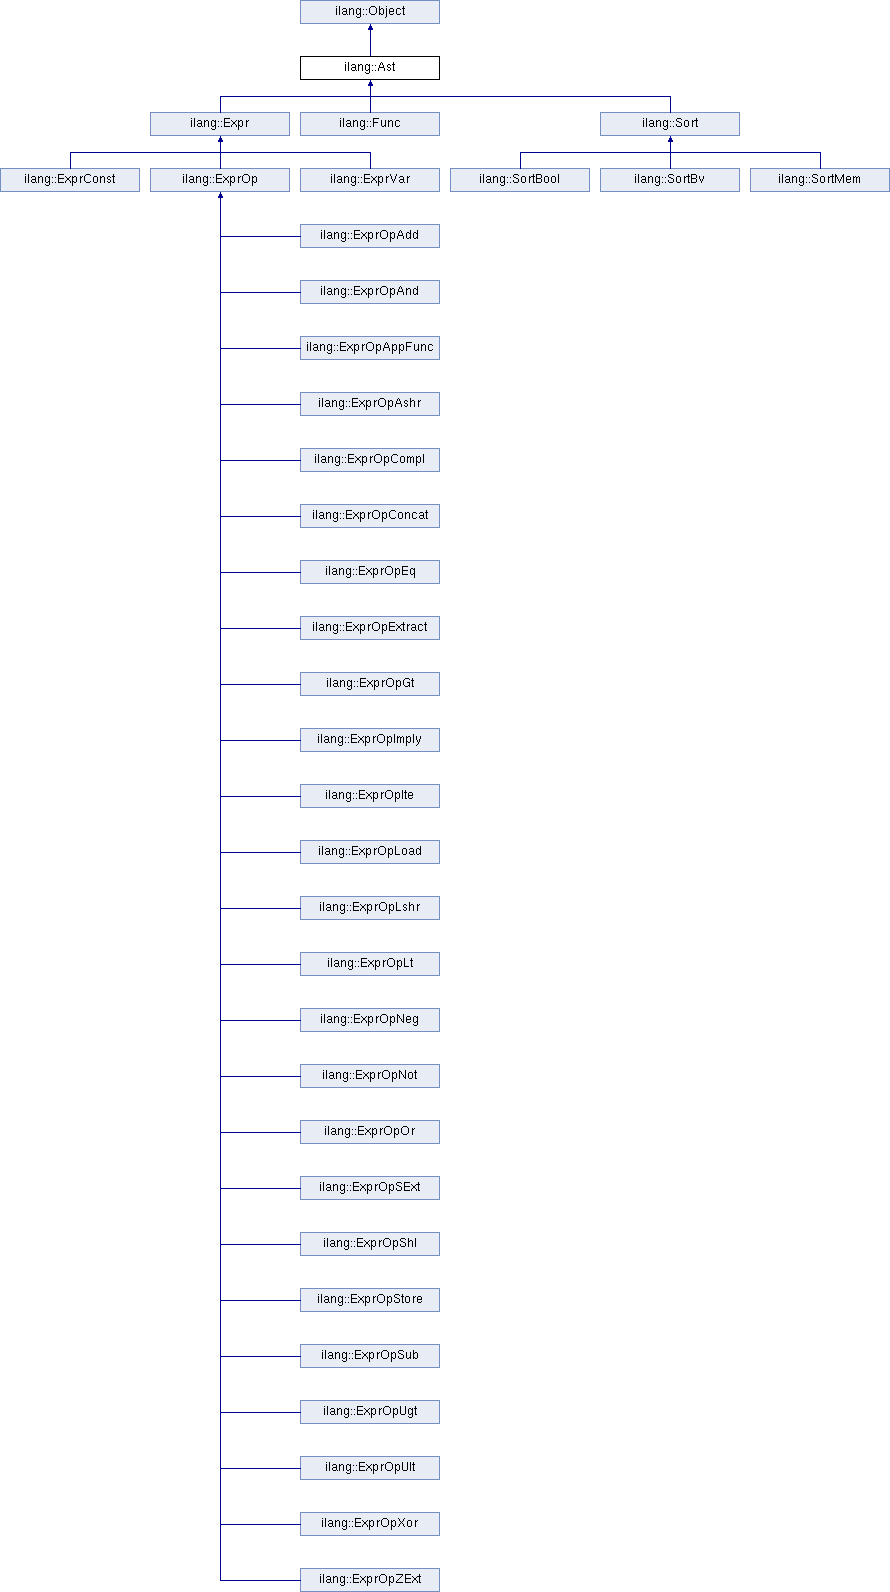 ilang::Object
ilang::Ast
ilang::Expr
ilang::Func
ilang::Sort
ilang::ExprConst
ilang::ExprOp
ilang::ExprVar
ilang::SortBool
ilang::SortBv
ilang::SortMem
ilang::ExprOpAdd
ilang::ExprOpAnd
ilang::ExprOpAppFunc
ilang::ExprOpAshr
ilang::ExprOpCompl
ilang::ExprOpConcat
ilang::ExprOpEq
ilang::ExprOpExtract
ilang::ExprOpGt
ilang::ExprOpImply
ilang::ExprOpIte
ilang::ExprOpLoad
ilang::ExprOpLshr
ilang::ExprOpLt
ilang::ExprOpNeg
ilang::ExprOpNot
ilang::ExprOpOr
ilang::ExprOpSExt
ilang::ExprOpShl
ilang::ExprOpStore
ilang::ExprOpSub
ilang::ExprOpUgt
ilang::ExprOpUlt
ilang::ExprOpXor
ilang::ExprOpZExt